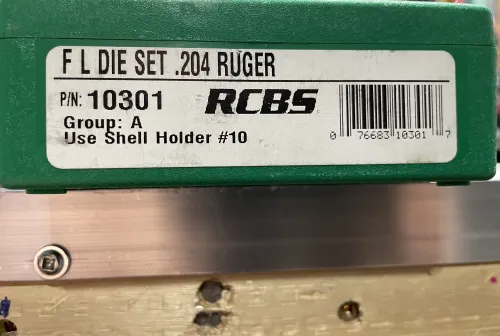 F L DIE SET .204 RUGER
P/N: 10301 RCBS
Group: A
Use Shell Holder #10
0 76683 10301 7